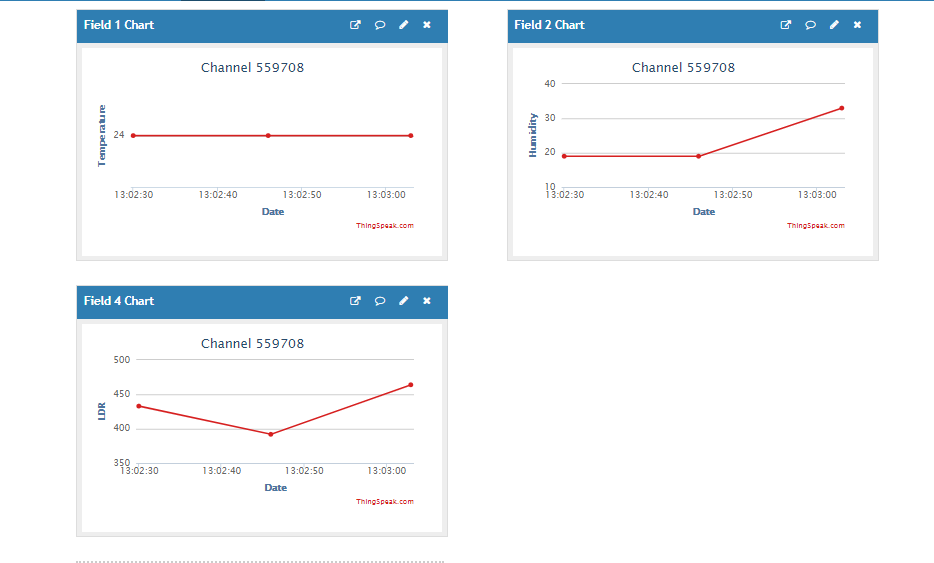 Field 1 Chart
Channel 559708
Temperature
24
13:02:30 13:02:40 13:02:50 13:03:00
Date
ThingSpeak.com
Field 2 Chart
Channel 559708
Humidity
40
30
20
10
13:02:30 13:02:40 13:02:50 13:03:00
Date
ThingSpeak.com
Field 4 Chart
Channel 559708
LDR
500
450
400
350
13:02:30 13:02:40 13:02:50 13:03:00
Date
ThingSpeak.com